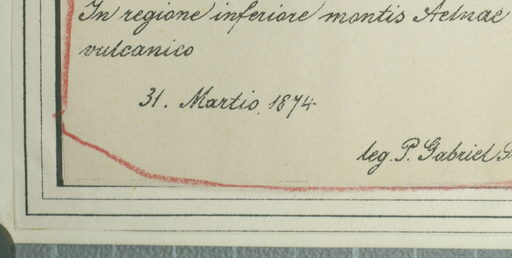 In regione inferiore montis Aetnae
vulcanico
31. Martio, 1874
leg. P. Gabriel